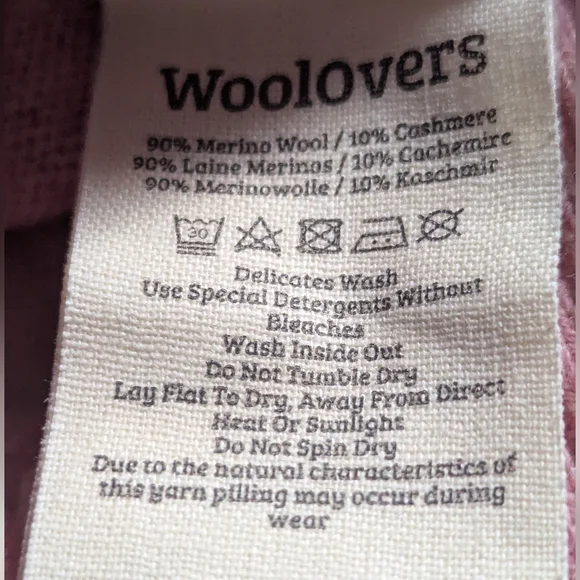 Woolovers
90% Merino Wool / 10% Cashmere
90% Laine Merinos / 10% Cachemire
90% Merinowolle / 10% Kaschmir
30
Delicates Wash
Use Special Detergents Without
Bleaches
Wash Inside Out
Do Not Tumble Dry
Lay Flat To Dry, Away From Direct
Heat Or Sunlight
Do Not Spin Dry
Due to the natural characteristics of
this yarn pilling may occur during
wear